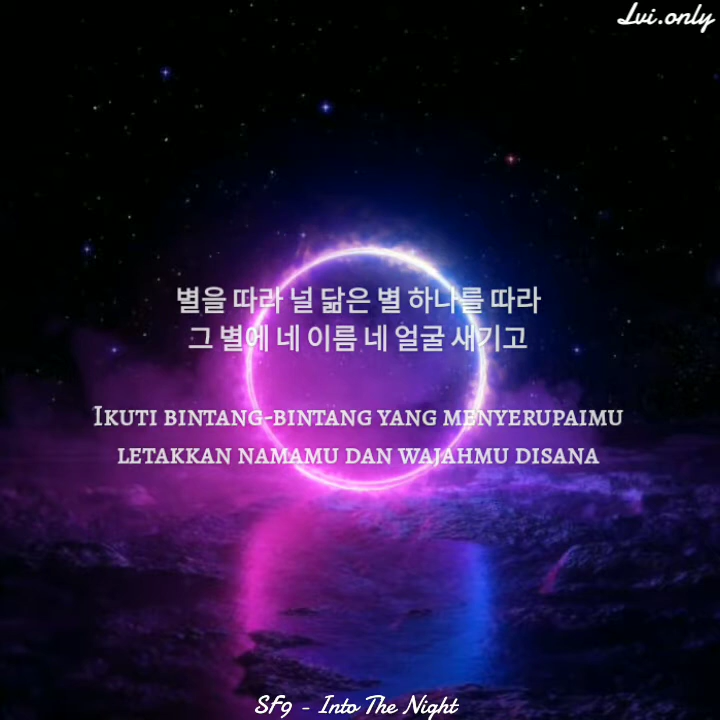 Lvi.only
별을 따라 널 닮은 별 하나를 따라
그 별에 네 이름 네 얼굴 새기고
Ikuti bintang-bintang yang menyerupaimu
letakkan namamu dan wajahmu disana
SF9 - Into The Night